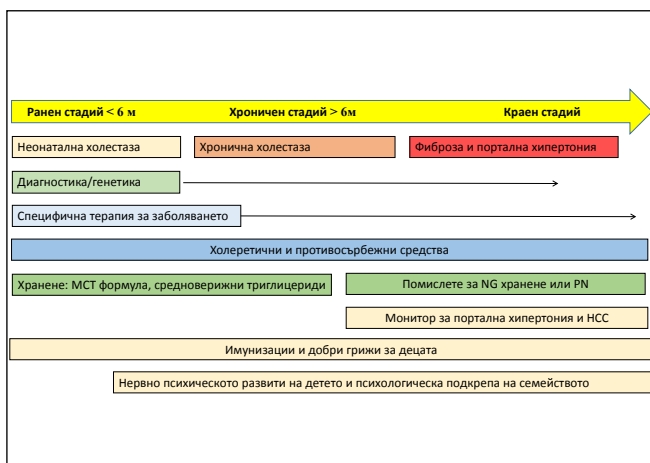 Ранен стадий < 6 м Хроничен стадий > 6м Краен стадий
Неонатална холестаза Хронична холестаза Фиброза и портална хипертония
Диагностика/генетика
Специфична терапия за заболяването
Холеретични и противосърбежни средства
Хранене: МСТ формула, средноверижни триглицериди Помислете за NG хранене или PN
Монитор за портална хипертония и НСС
Имунизации и добри грижи за децата
Нервно психическото развити на детето и психологическа подкрепа на семейството